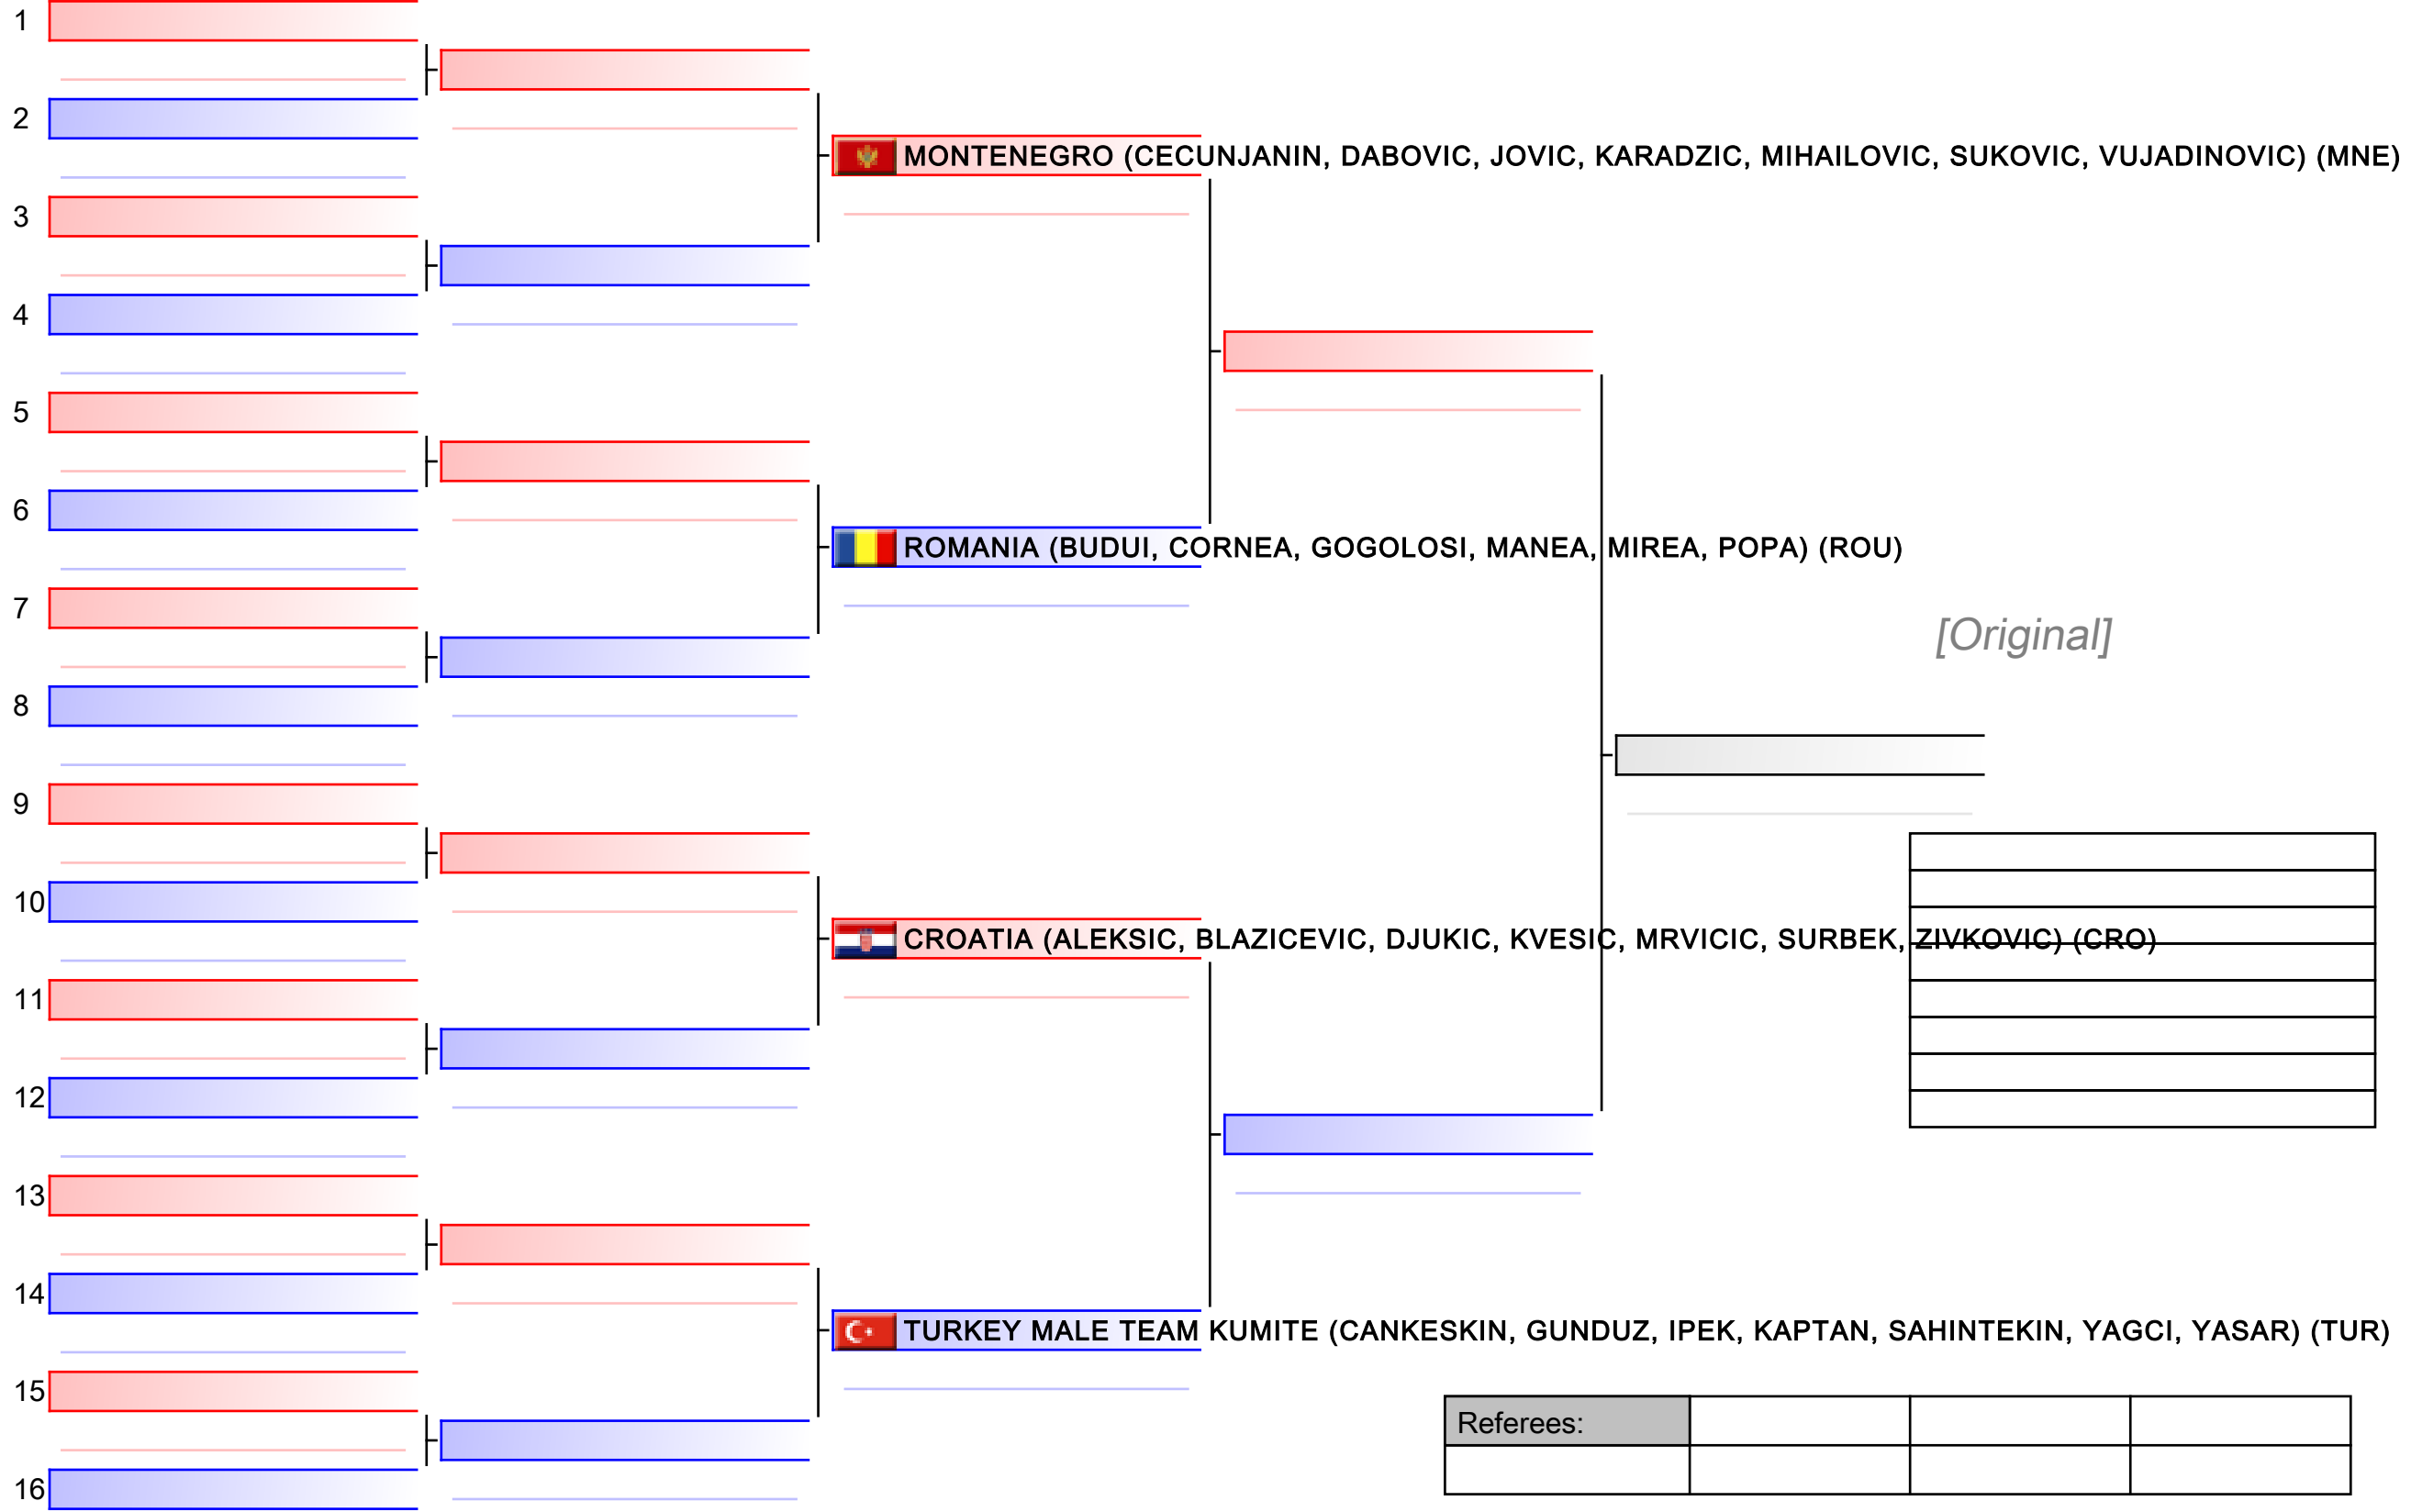 1
2
MONTENEGRO (CECUNJANIN, DABOVIC, JOVIC, KARADZIC, MIHAILOVIC, SUKOVIC, VUJADINOVIC) (MNE)
3
4
5
6
ROMANIA (BUDUI, CORNEA, GOGOLOSI, MANEA, MIREA, POPA) (ROU)
7
[Original]
8
9
10
CROATIA (ALEKSIC, BLAZICEVIC, DJUKIC, KVESIC, MRVICIC, SURBEK, ZIVKOVIC) (CRO)
11
12
13
14
TURKEY MALE TEAM KUMITE (CANKESKIN, GUNDUZ, IPEK, KAPTAN, SAHINTEKIN, YAGCI, YASAR) (TUR)
15
Referees:
16